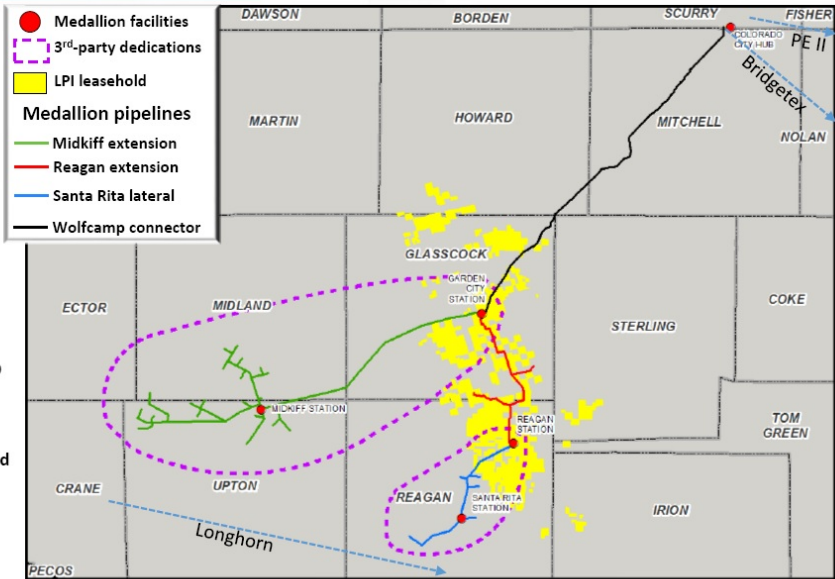 Medallion facilities
3rd-party dedications
LPI leasehold
Medallion pipelines
Midkiff extension
Reagan extension
Santa Rita lateral
Wolfcamp connector
DAWSON
BORDEN
SCURRY
FISHER
COLORADO
CITY HUB
PE II
Bridgetex
MARTIN
HOWARD
MITCHELL
NOLAN
GLASSCOCK
GARDEN
CITY
STATION
ECTOR
MIDLAND
STERLING
COKE
MIDKIFF STATION
REAGAN
STATION
TOM
GREEN
d
CRANE
UPTON
REAGAN
SANTA RITA
STATION
IRION
Longhorn
PECOS